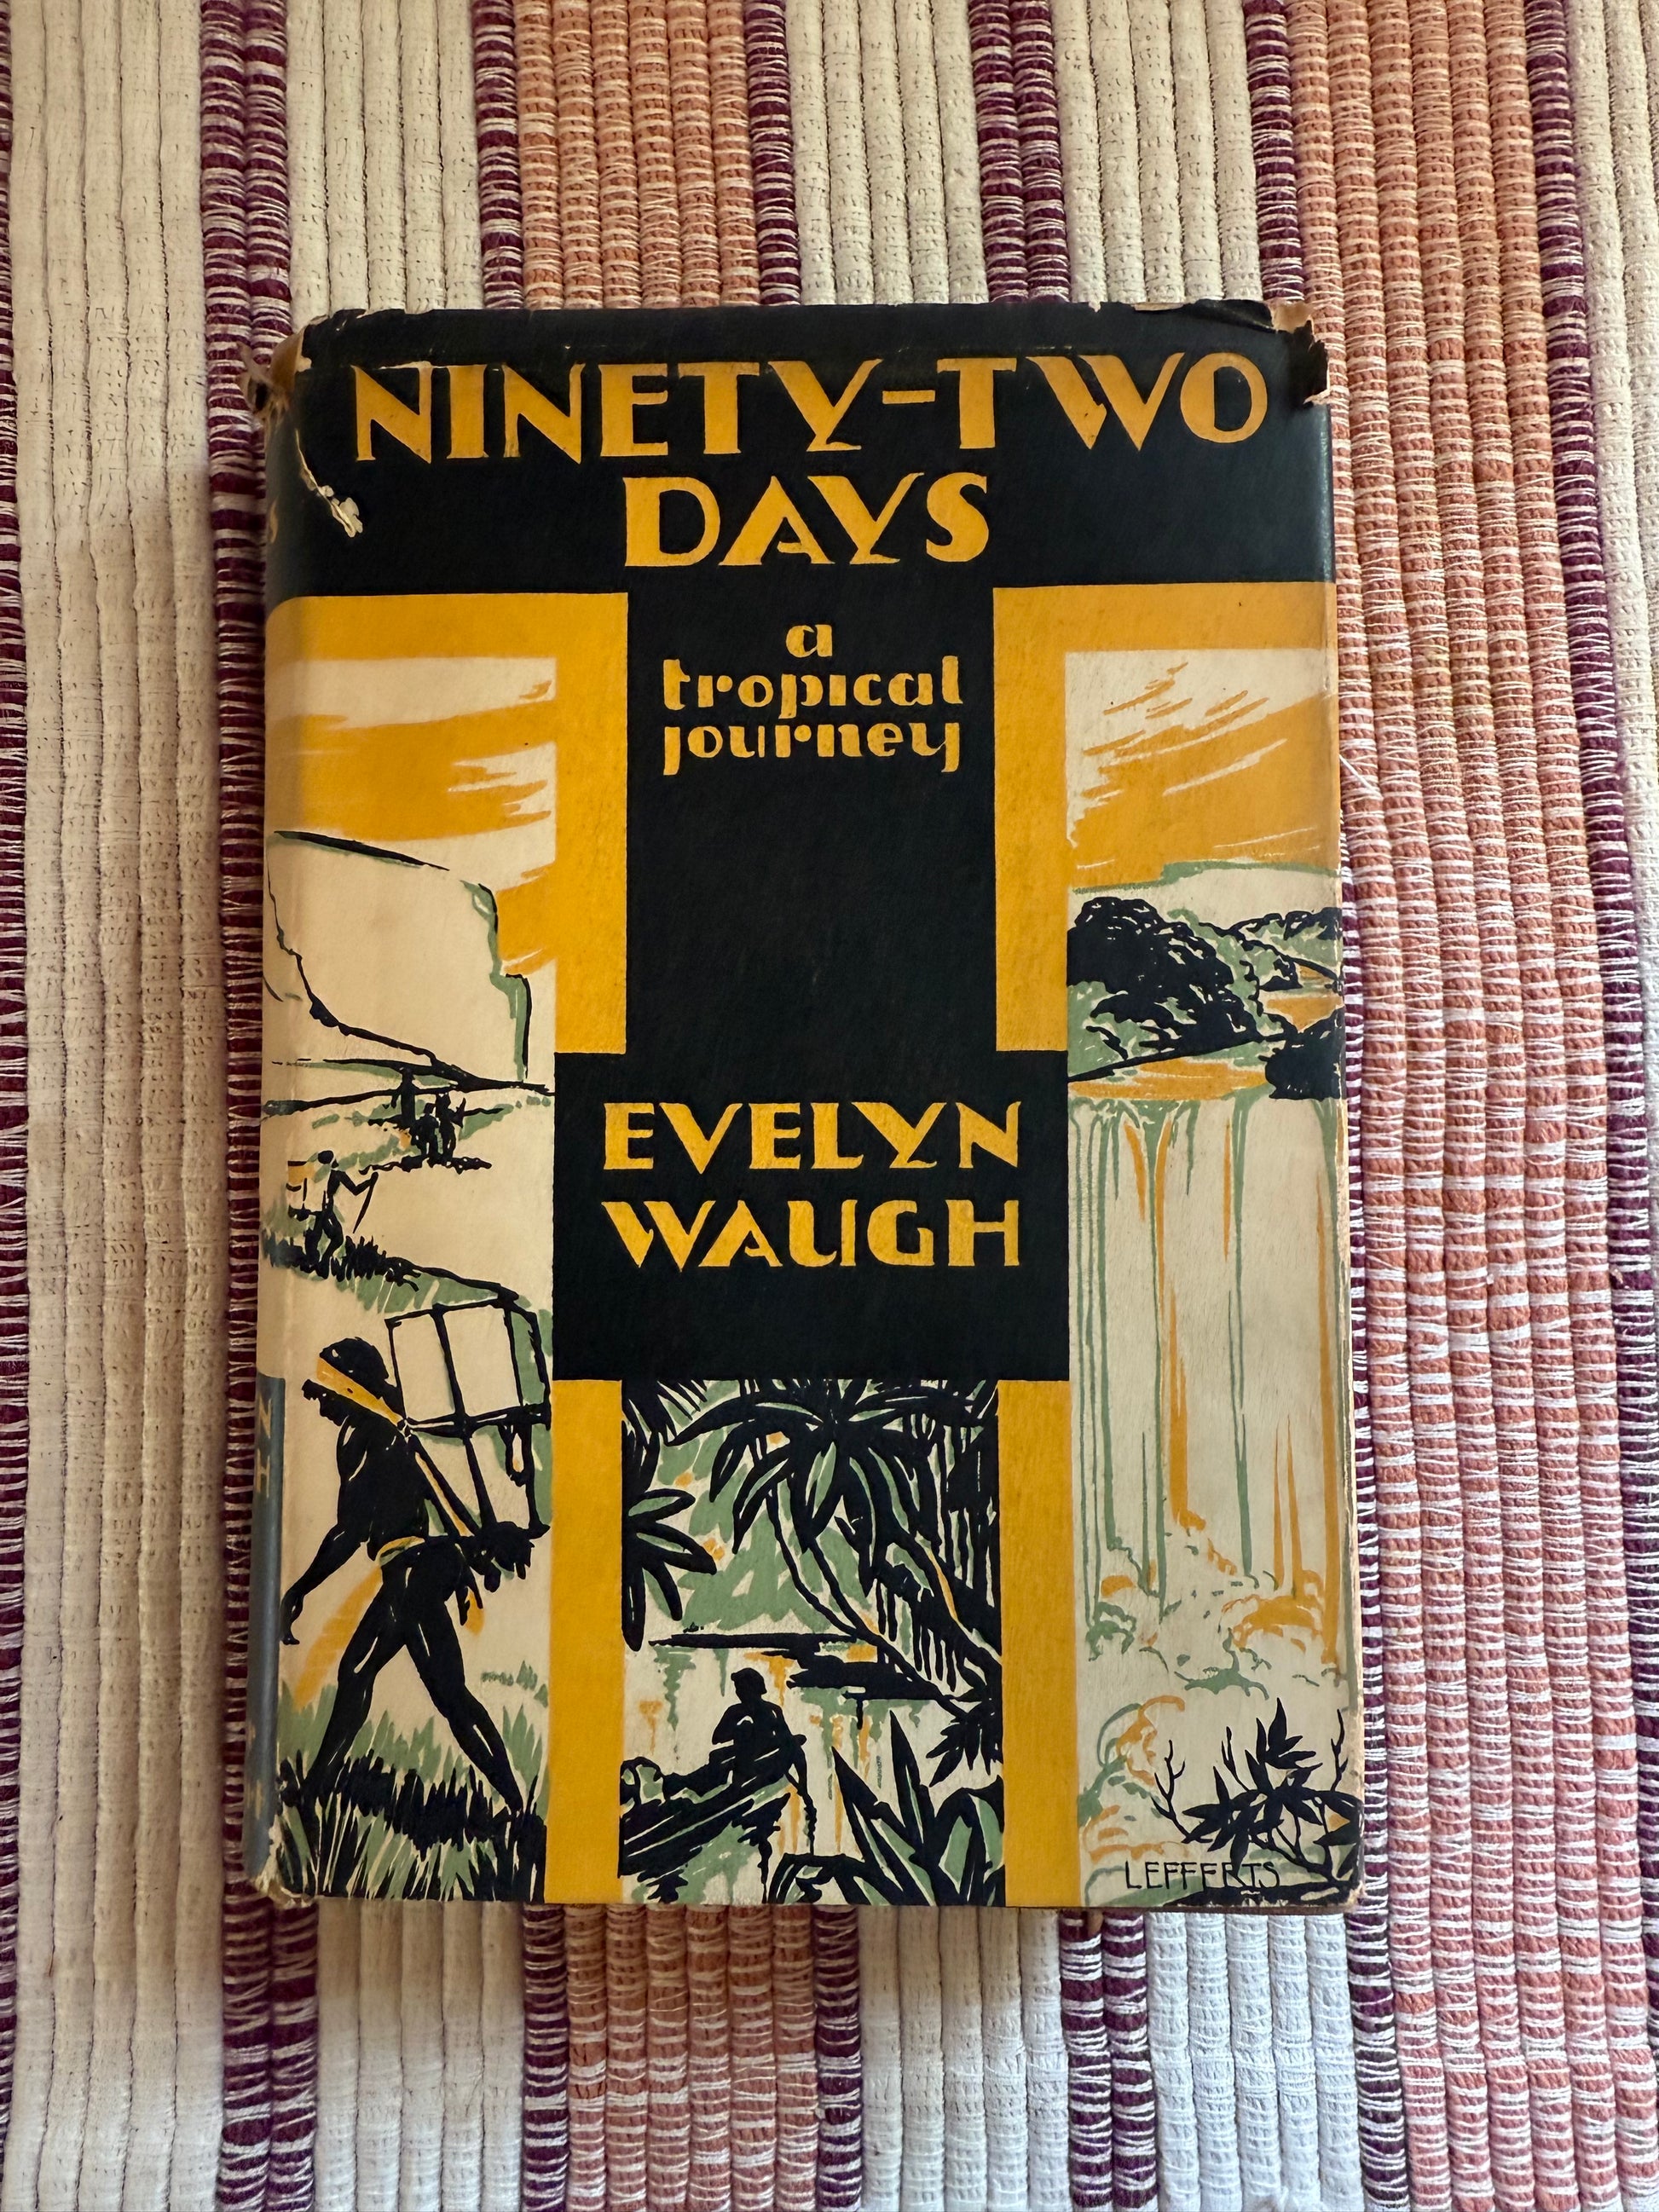 NINETY-TWO
DAYS
a
tropical
journey
EVELYN
WAUGH
LEFFERTS